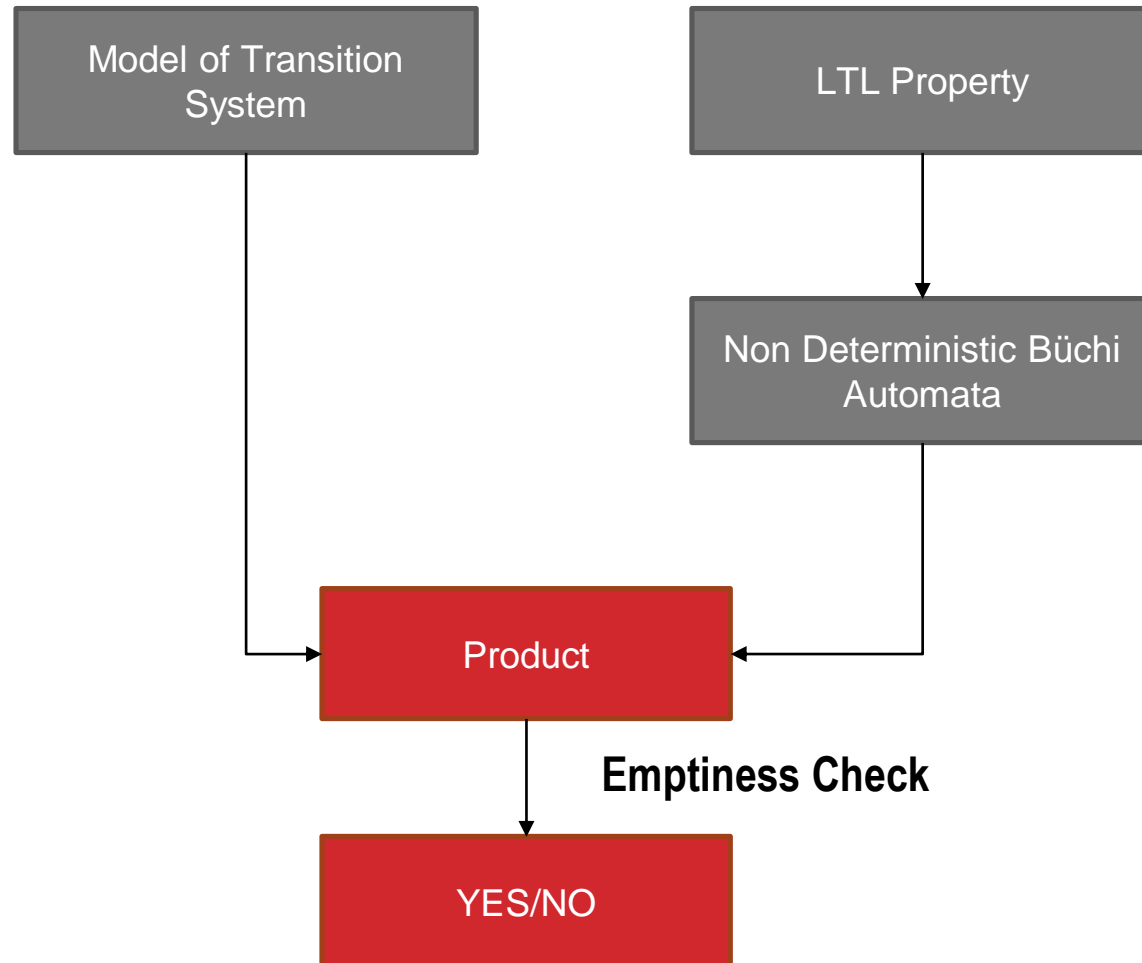 Model of Transition
System
LTL Property
Non Deterministic Büchi
Automata
Product
Emptiness Check
YES/NO